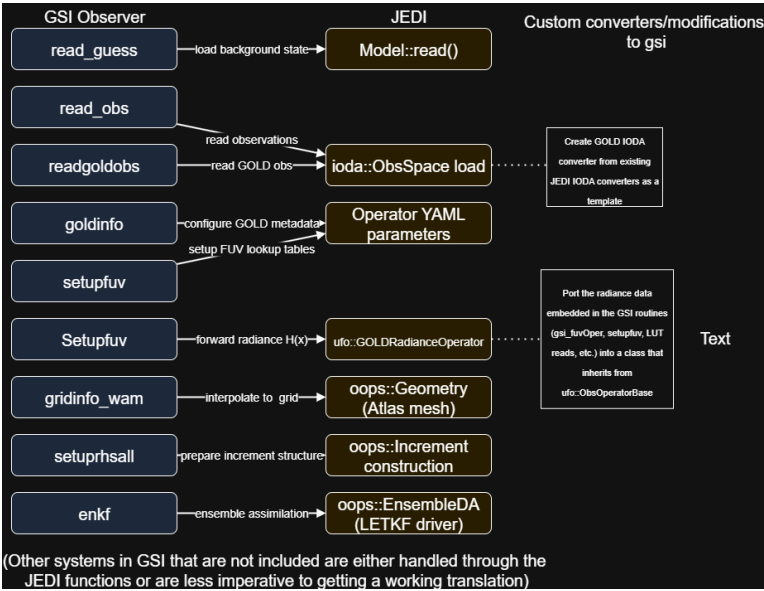 GSI Observer
JEDI
Custom converters/modifications
to gsi
read_guess
load background state
Model::read()
read_obs
read observations
readgoldobs
read GOLD obs
ioda::ObsSpace load
Create GOLD IODA
converter from existing
JEDI IODA converters as a
template
goldinfo
configure GOLD metadata
Operator YAML
parameters
setup FUV lookup tables
setupfuv
Port the radiance data
embedded in the GSI routines
(gsi_fuvOper, setupfuv, LUT
reads, etc.) into a class that
inherits from
ufo::ObsOperatorBase
Text
Setupfuv
forward radiance H(x)
ufo::GOLDRadianceOperator
gridinfo_wam
interpolate to grid
oops::Geometry
(Atlas mesh)
setuprhsall
prepare increment structure
oops::Increment
construction
enkf
ensemble assimilation
oops::EnsembleDA
(LETKF driver)
(Other systems in GSI that are not included are either handled through the
JEDI functions or are less imperative to getting a working translation)